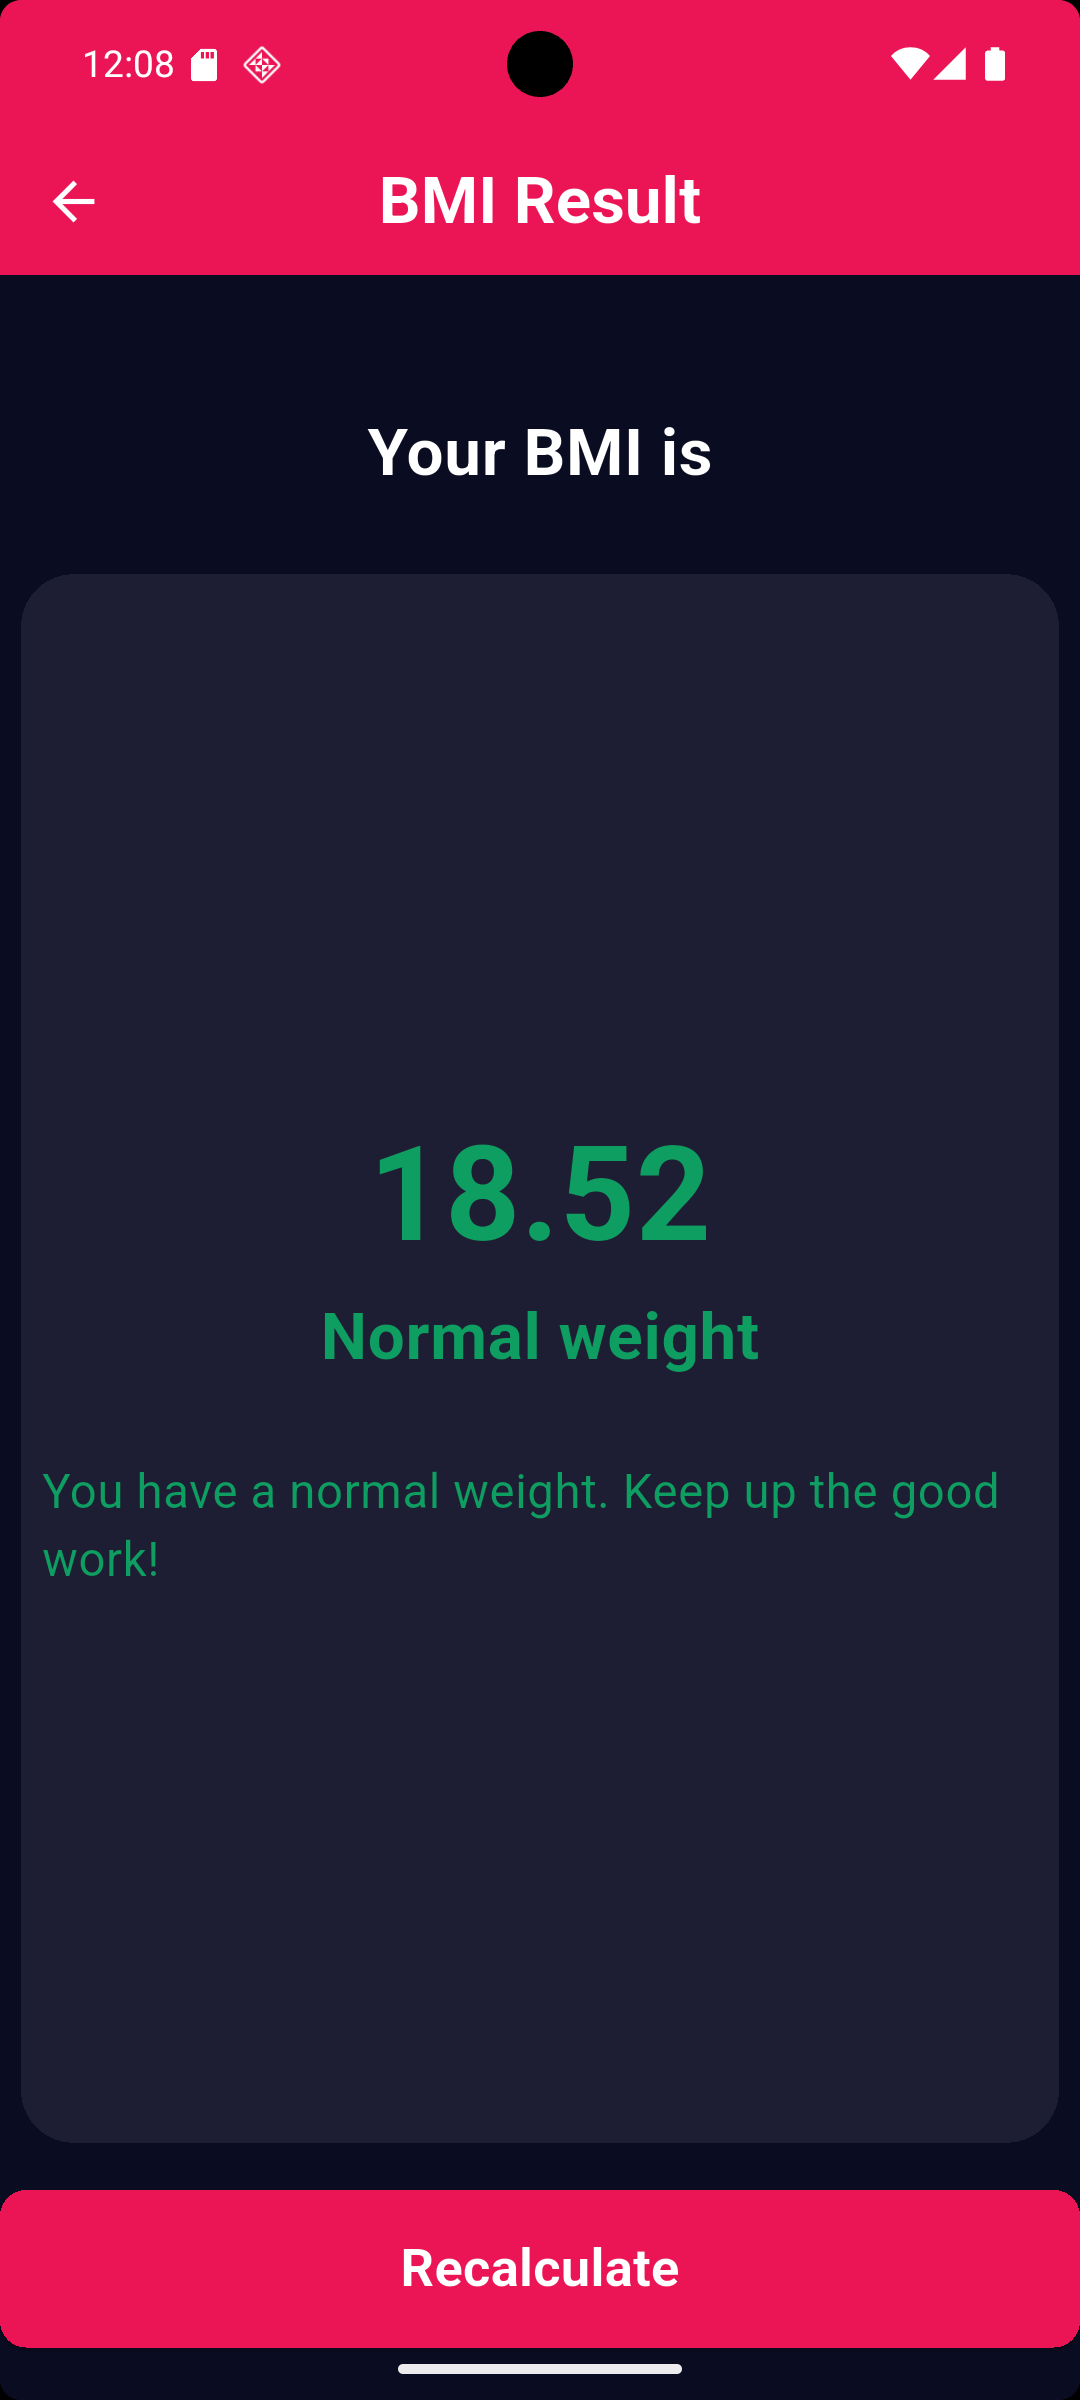 12:08
BMI Result
Your BMI is
18.52
Normal weight
You have a normal weight. Keep up the good
work!
Recalculate